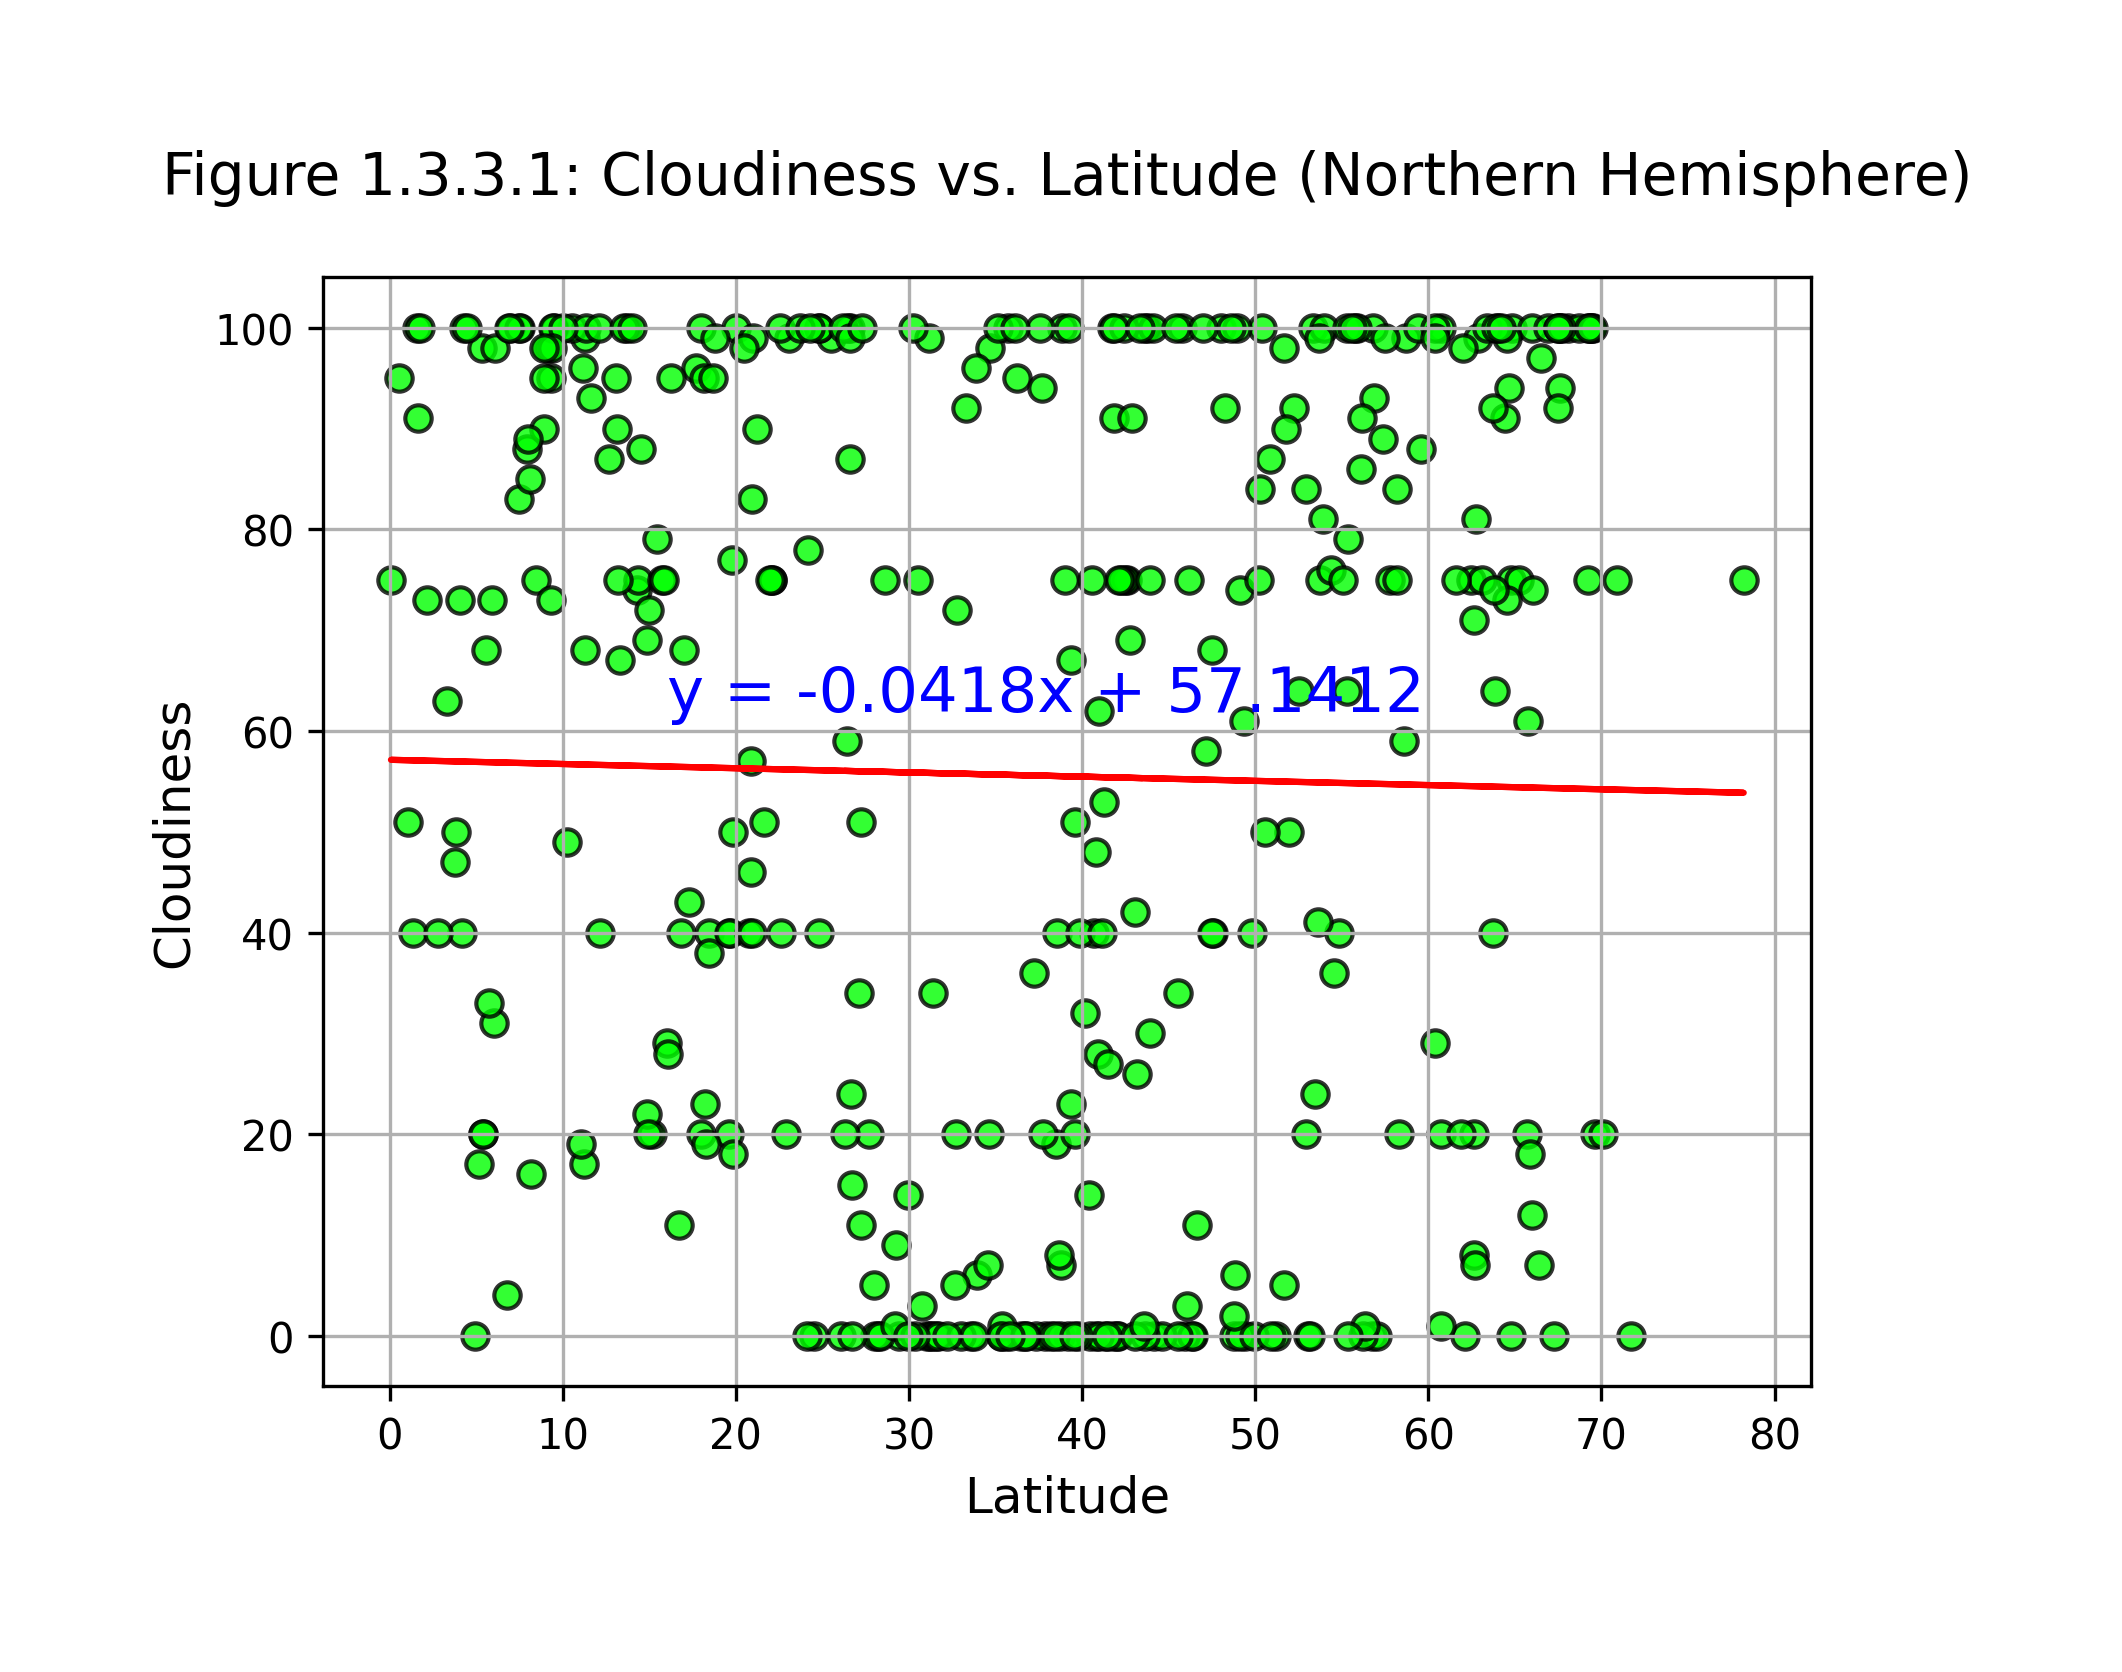 Figure 1.3.3.1: Cloudiness vs. Latitude (Northern Hemisphere)
100
80
y = -0.0418x + 57.1412
60
Cloudiness
40
20
0
0 10 20 30 40 50 60 70 80
Latitude